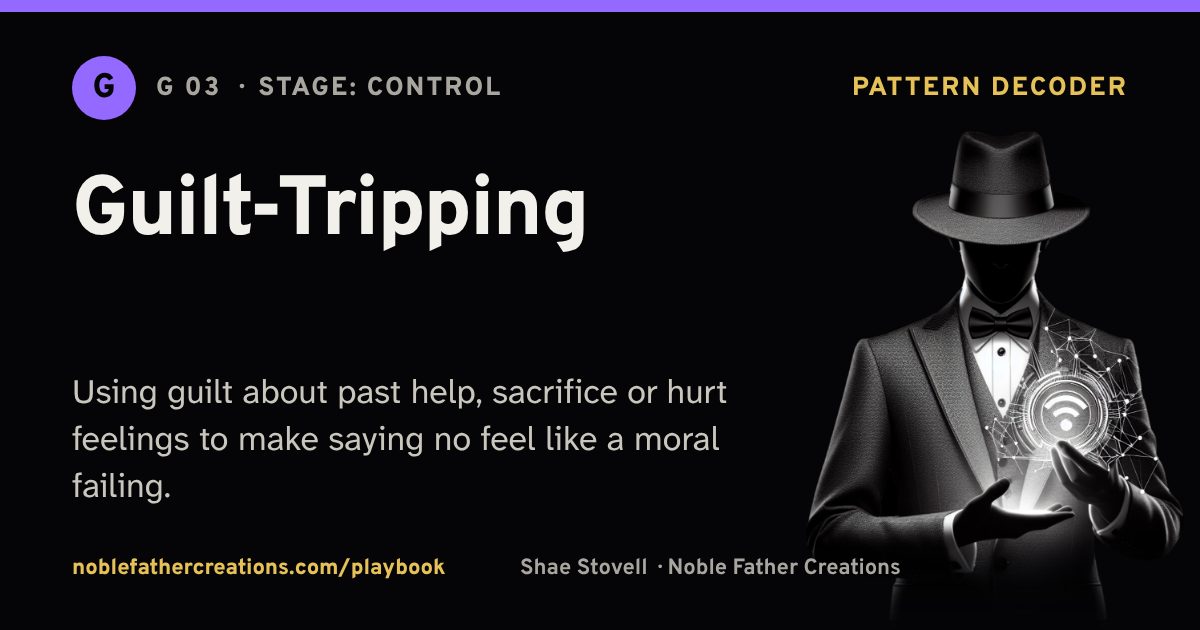 G
G 03 · STAGE: CONTROL
PATTERN DECODER
Guilt-Tripping
Using guilt about past help, sacrifice or hurt
feelings to make saying no feel like a moral
failing.
noblefathercreations.com/playbook
Shae Stovell · Noble Father Creations